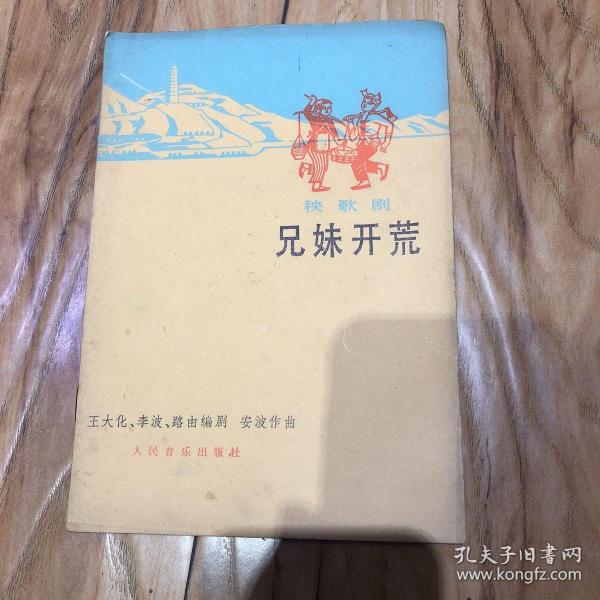 秧歌剧
兄妹开荒
王大化、李波、路由编剧 安波作曲
人民音乐出版社
孔夫子旧书网
www.kongfz.com